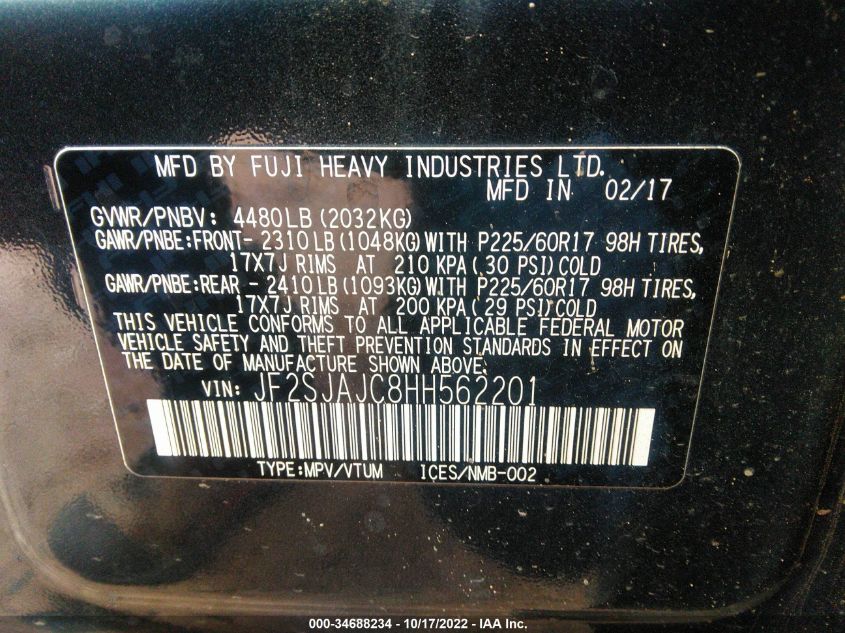 MFD BY FUJI HEAVY INDUSTRIES LTD.
MFD IN 02/17
GVWR/PNBV: 4480LB (2032KG)
GAWR/PNBE:FRONT- 2310LB (1048KG) WITH P225/60R17 98H TIRES,
17X7J RIMS AT 210 KPA ( 30 PSI) COLD
GAWR/PNBE:REAR - 2410LB (1093KG) WITH P225/60R17 98H TIRES,
17X7J RIMS AT 200 KPA ( 29 PSI) COLD
THIS VEHICLE CONFORMS TO ALL APPLICABLE FEDERAL MOTOR
VEHICLE SAFETY AND THEFT PREVENTION STANDARDS IN EFFECT ON
THE DATE OF MANUFACTURE SHOWN ABOVE.
VIN: JF2SJAJC8HH562201
TYPE:MPV/VTUM ICES/NMB-002
000-34688234 - 10/17/2022 - IAA Inc.